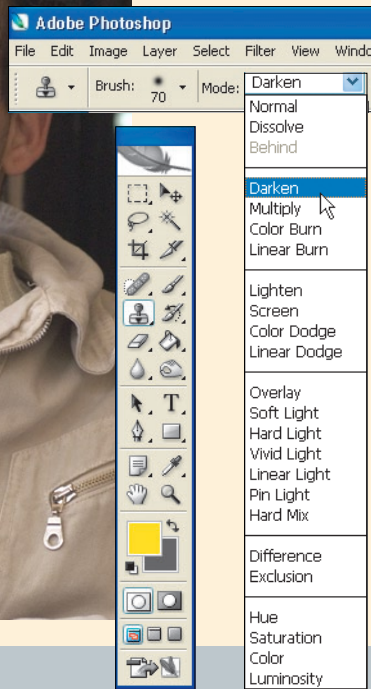 Adobe Photoshop
File Edit Image Layer Select Filter View
Brush: 70 Mode: Darken
Normal
Dissolve
Behind
Darken
Multiply
Color Burn
Linear Burn
Lighten
Screen
Color Dodge
Linear Dodge
Overlay
Soft Light
Hard Light
Vivid Light
Linear Light
Pin Light
Hard Mix
Difference
Exclusion
Hue
Saturation
Color
Luminosity
T